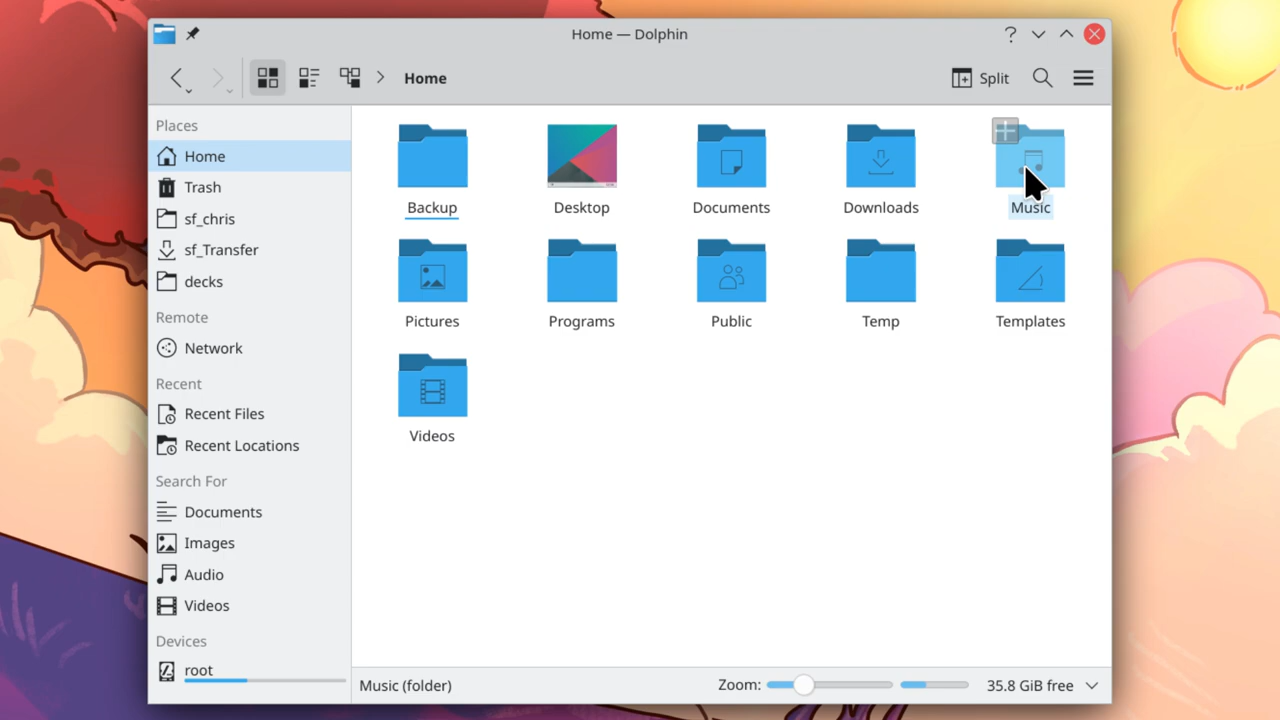 Home — Dolphin
Home
Split
Places
Home
Trash
sf_chris
sf_Transfer
decks
Remote
Network
Recent
Recent Files
Recent Locations
Search For
Documents
Images
Audio
Videos
Devices
root
Backup
Desktop
Documents
Downloads
Music
Pictures
Programs
Public
Temp
Templates
Videos
Music (folder)
Zoom:
35.8 GiB free